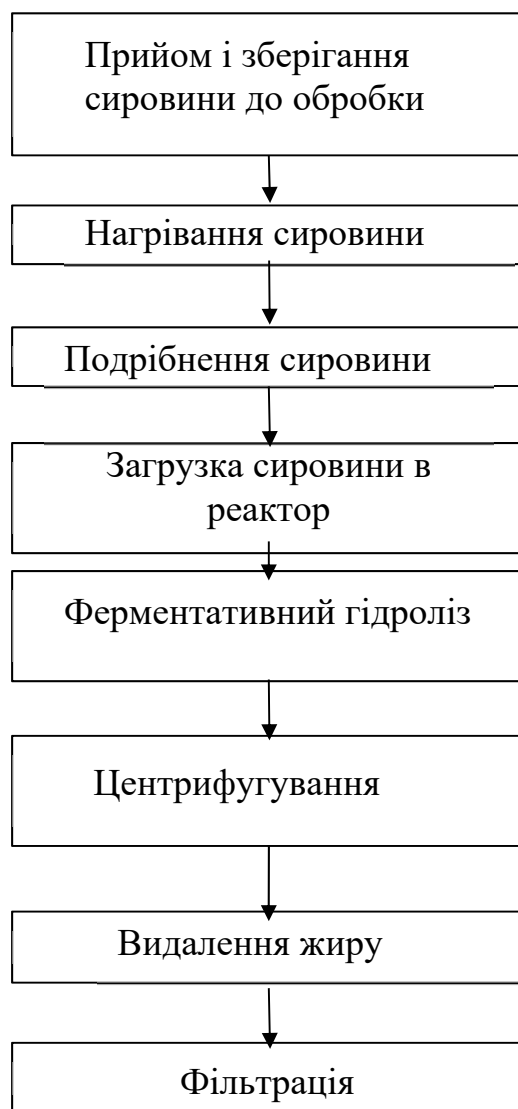 Прийом і зберігання
сировини до обробки
Нагрівання сировини
Подрібнення сировини
Загрузка сировини в
реактор
Ферментативний гідроліз
Центрифугування
Видалення жиру
Фільтрація